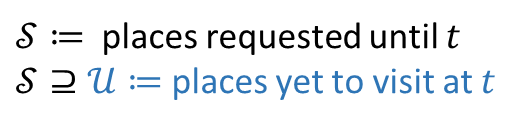 𝒮 ≔ places requested until t
𝒮 ⊇ 𝒰 ≔ places yet to visit at t